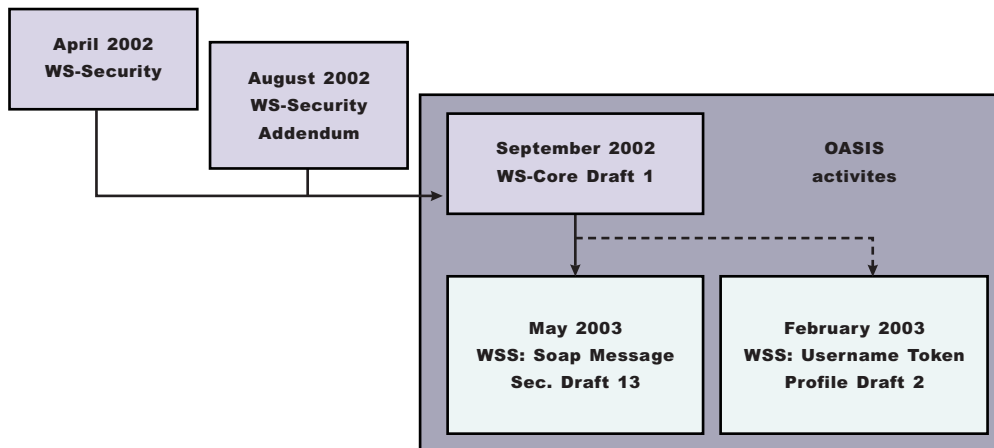 April 2002
WS-Security
August 2002
WS-Security
Addendum
September 2002
WS-Core Draft 1
OASIS
activites
May 2003
WSS: Soap Message
Sec. Draft 13
February 2003
WSS: Username Token
Profile Draft 2